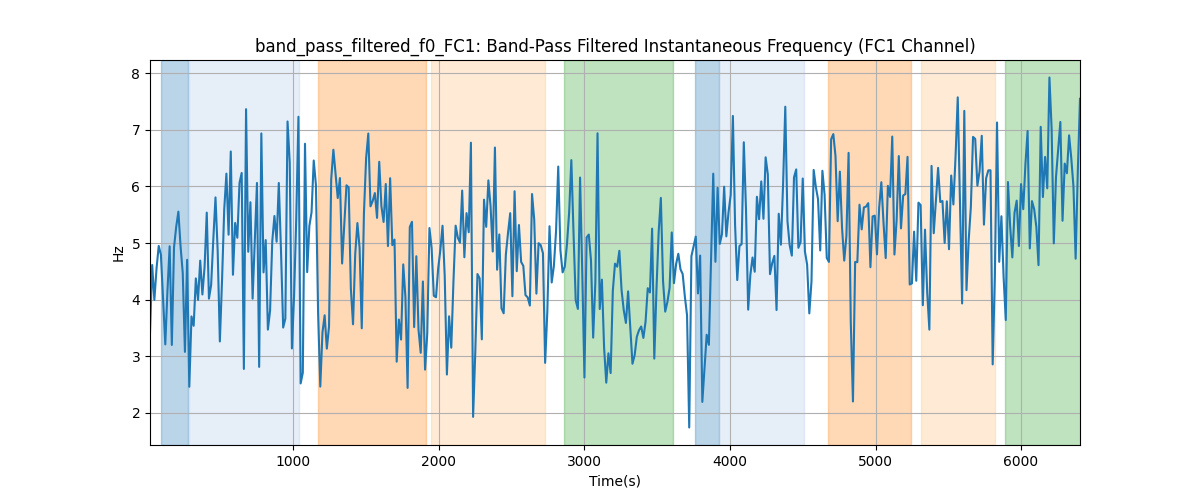 band_pass_filtered_f0_FC1: Band-Pass Filtered Instantaneous Frequency (FC1 Channel)
8
7
6
5
4
3
2
Hz
1000 2000 3000 4000 5000 6000
Time(s)